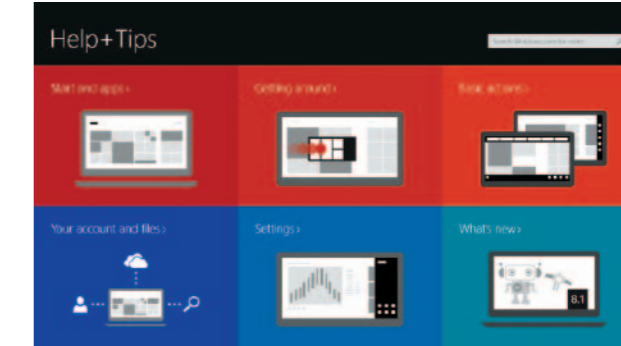 Help+Tips
Start and apps›
Getting around›
Basic actions›
Your account and files›
Settings›
What's new›
8.1